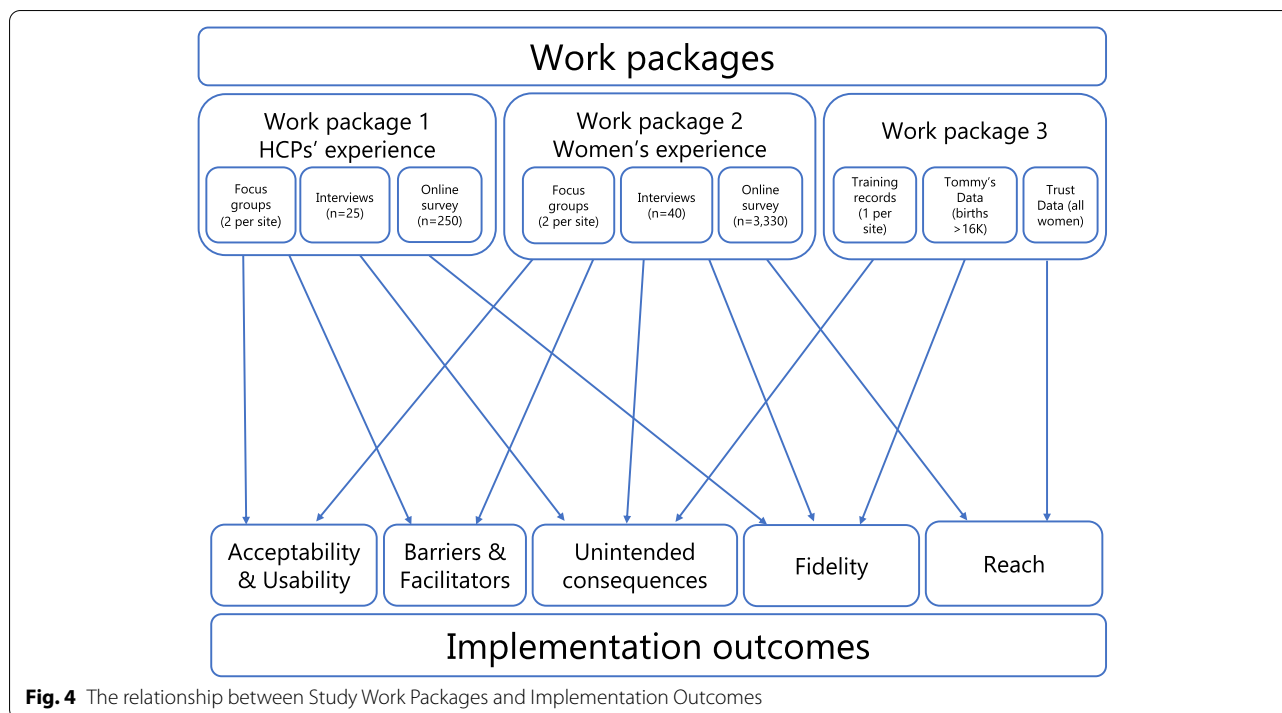 Work packages
Work package 1
HCPs’ experience
Focus
groups
(2 per site)
Interviews
(n=25)
Online
survey
(n=250)
Work package 2
Women’s experience
Focus
groups
(2 per site)
Interviews
(n=40)
Online
survey
(n=3,330)
Work package 3
Training
records
(1 per
site)
Tommy’s
Data
(births
>16K)
Trust
Data (all
women)
Acceptability
& Usability
Barriers &
Facilitators
Unintended
consequences
Fidelity
Reach
Implementation outcomes
Fig. 4 The relationship between Study Work Packages and Implementation Outcomes